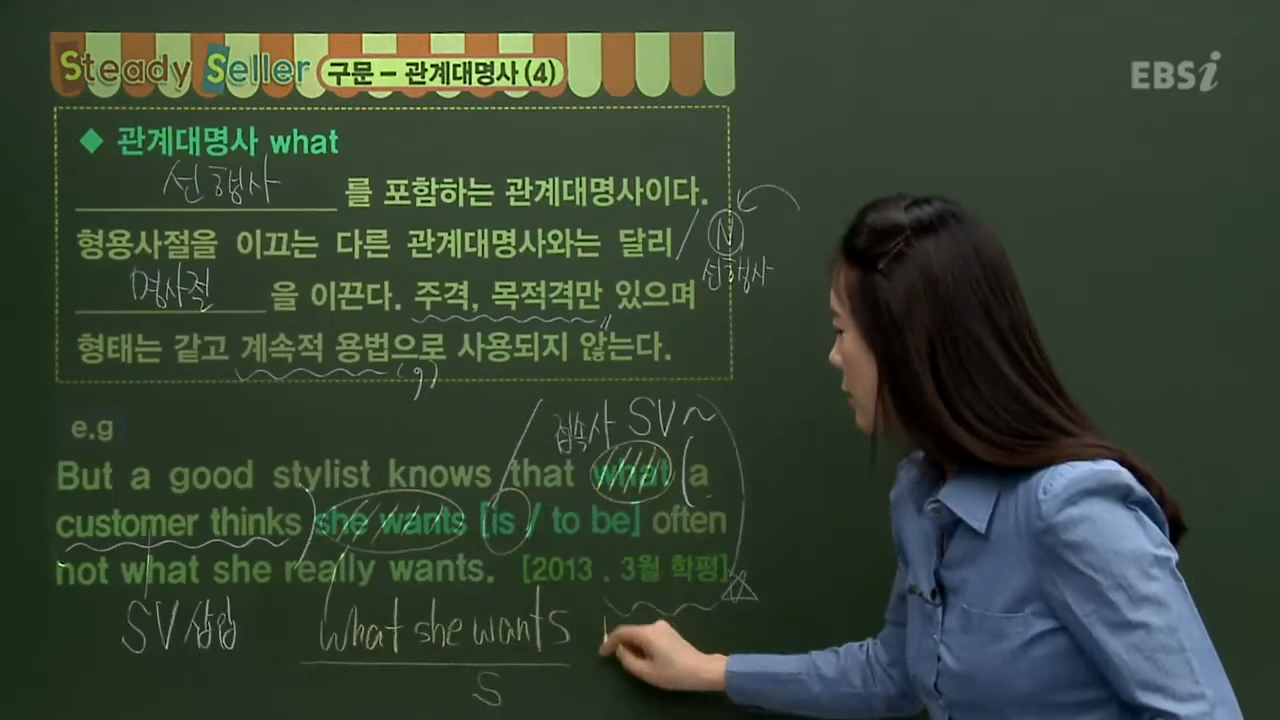 Steady Seller 구문 – 관계대명사 (4)
EBSi
◆ 관계대명사 what
선행사 를 포함하는 관계대명사이다.
형용사절을 이끄는 다른 관계대명사와는 달리
N
선행사
명사절 을 이끈다. 주격, 목적격만 있으며
형태는 같고 계속적 용법으로 사용되지 않는다.
(,)
e.g
접속사 SV~
But a good stylist knows that what a
customer thinks she wants [is / to be] often
not what she really wants. [2013 . 3월 학평]
SV 삽입
what she wants
S